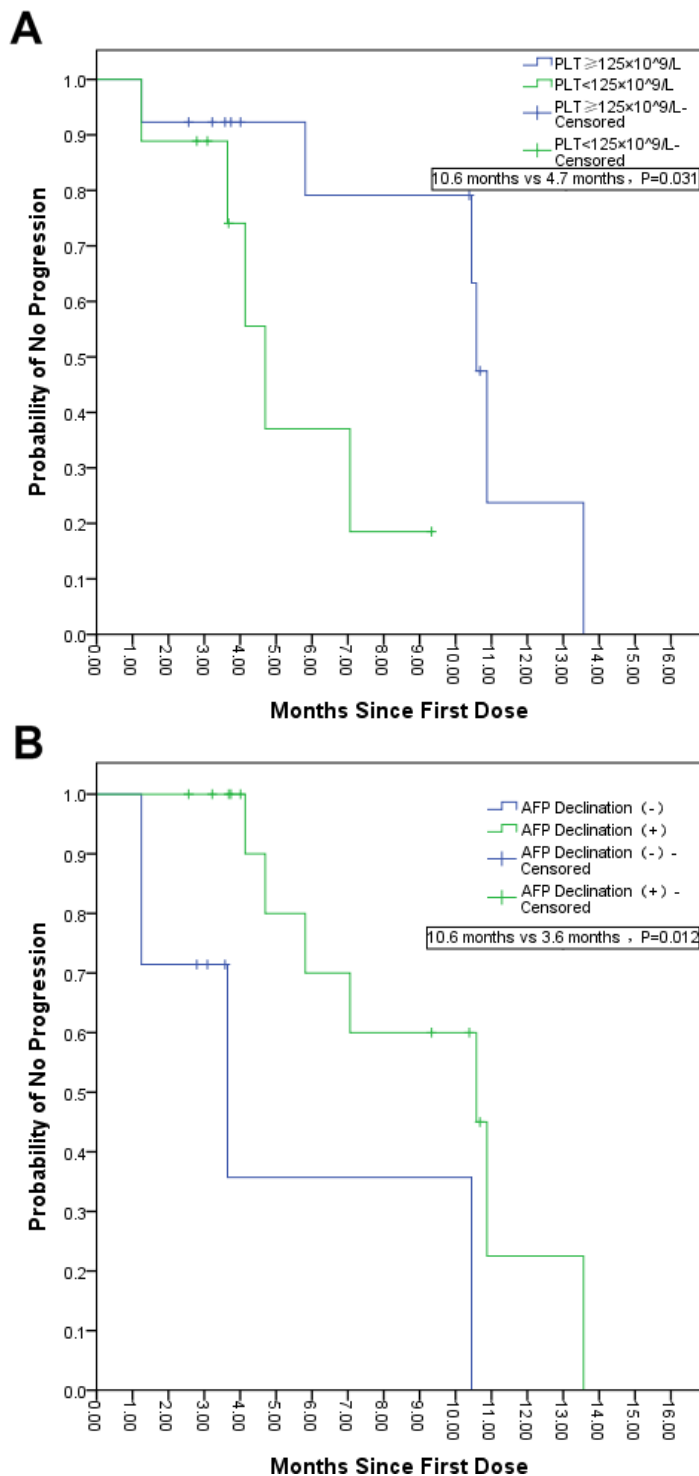 A
PLT≥125×10^9/L
PLT<125×10^9/L
PLT≥125×10^9/L-
Censored
PLT<125×10^9/L-
Censored
10.6 months vs 4.7 months，P=0.031
Probability of No Progression
1.0
0.9
0.8
0.7
0.6
0.5
0.4
0.3
0.2
0.1
0.0
.00
1.00
2.00
3.00
4.00
5.00
6.00
7.00
8.00
9.00
10.00
11.00
12.00
13.00
14.00
15.00
16.00
Months Since First Dose
B
AFP Declination（-）
AFP Declination（+）
AFP Declination（-）-
Censored
AFP Declination（+）-
Censored
10.6 months vs 3.6 months ，P=0.012
Probability of No Progression
1.0
0.9
0.8
0.7
0.6
0.5
0.4
0.3
0.2
0.1
0.0
.00
1.00
2.00
3.00
4.00
5.00
6.00
7.00
8.00
9.00
10.00
11.00
12.00
13.00
14.00
15.00
16.00
Months Since First Dose